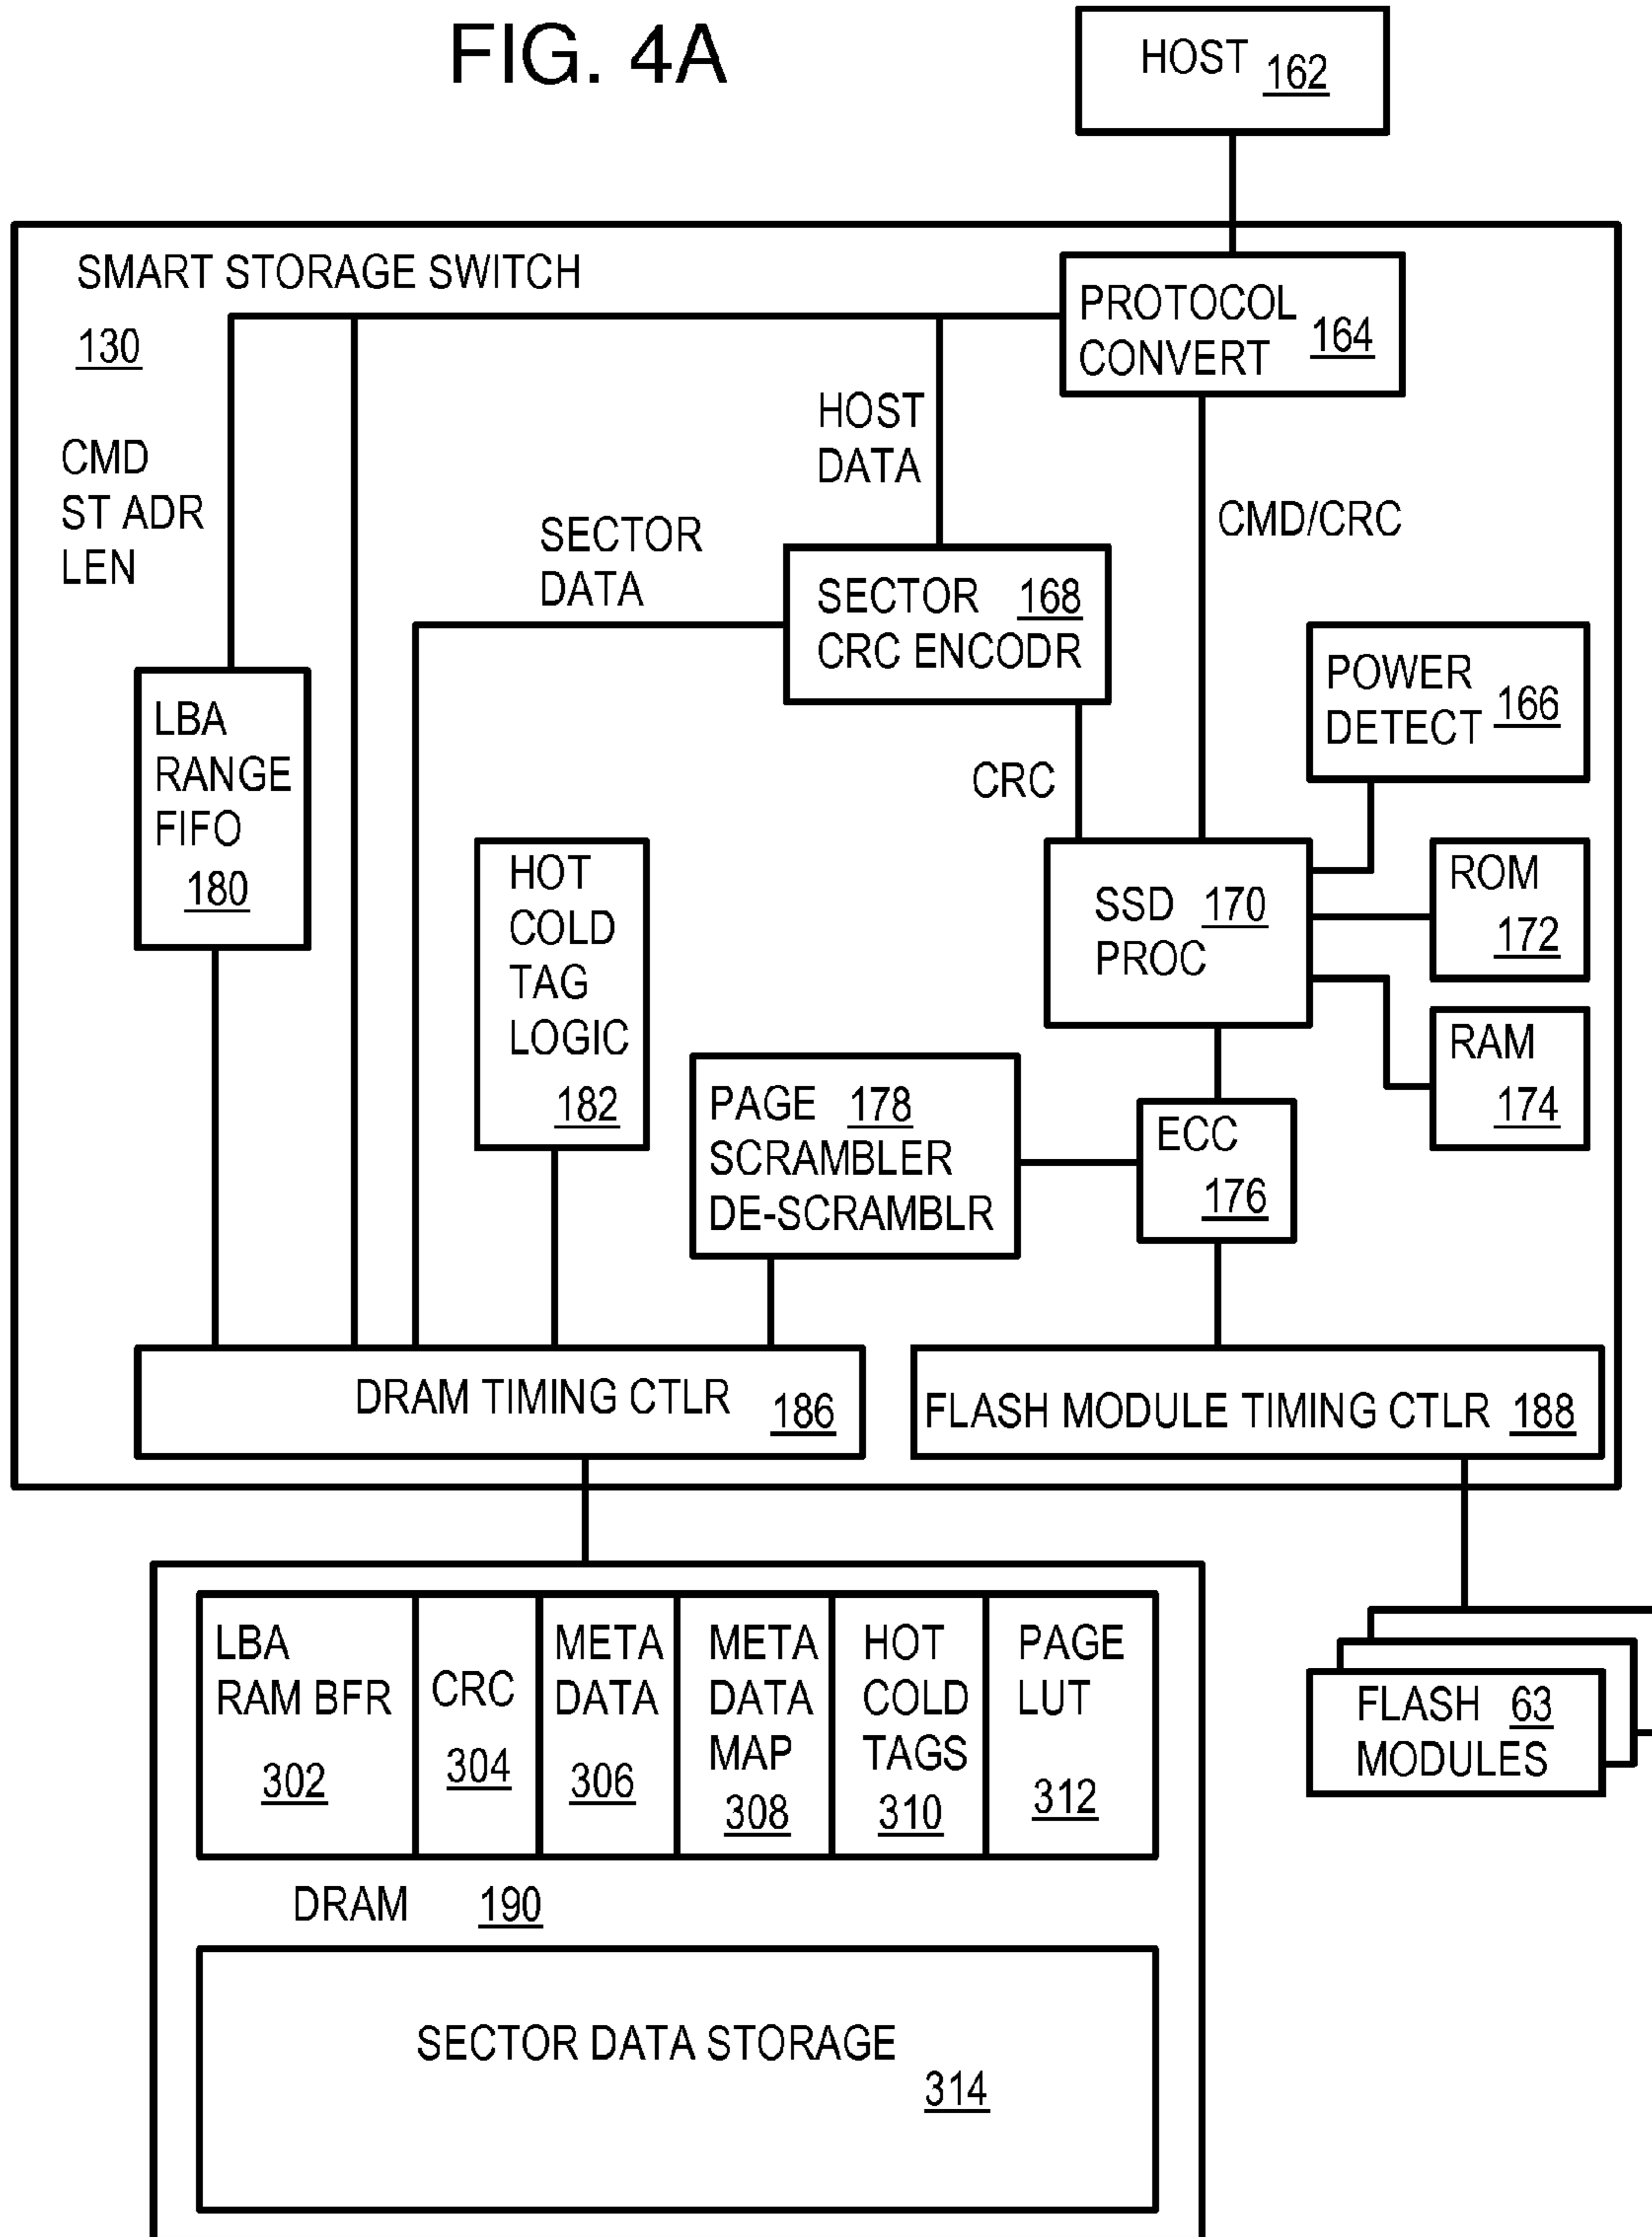 FIG. 4A
HOST 162
SMART STORAGE SWITCH
130
PROTOCOL
CONVERT 164
CMD
ST ADR
LEN
HOST
DATA
CMD/CRC
SECTOR
DATA
SECTOR 168
CRC ENCODR
POWER
DETECT 166
LBA
RANGE
FIFO
180
CRC
HOT
COLD
TAG
LOGIC
182
SSD 170
PROC
ROM
172
RAM
174
PAGE 178
SCRAMBLER
DE-SCRAMBLR
ECC
176
DRAM TIMING CTLR 186
FLASH MODULE TIMING CTLR 188
LBA
RAM BFR
302
CRC
304
META
DATA
306
META
DATA
MAP
308
HOT
COLD
TAGS
310
PAGE
LUT
312
FLASH 63
MODULES
DRAM 190
SECTOR DATA STORAGE
314